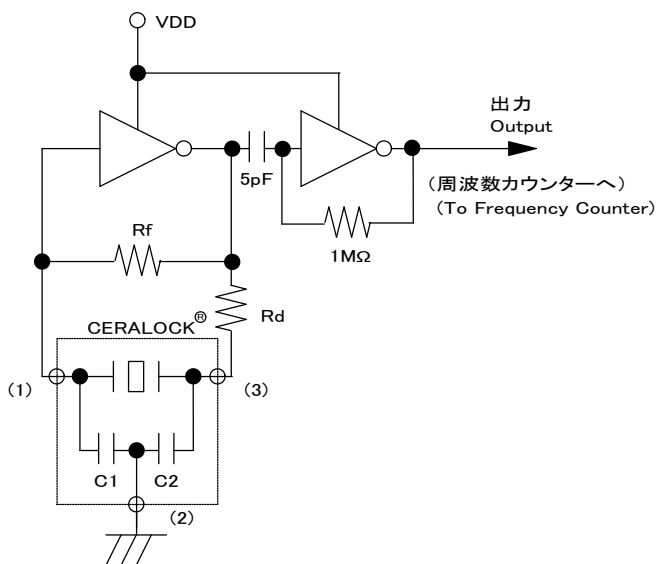 VDD
出力
Output
5pF
(周波数カウンターへ)
(To Frequency Counter)
Rf
1MΩ
Rd
CERALOCK®
(1)
(3)
C1
C2
(2)